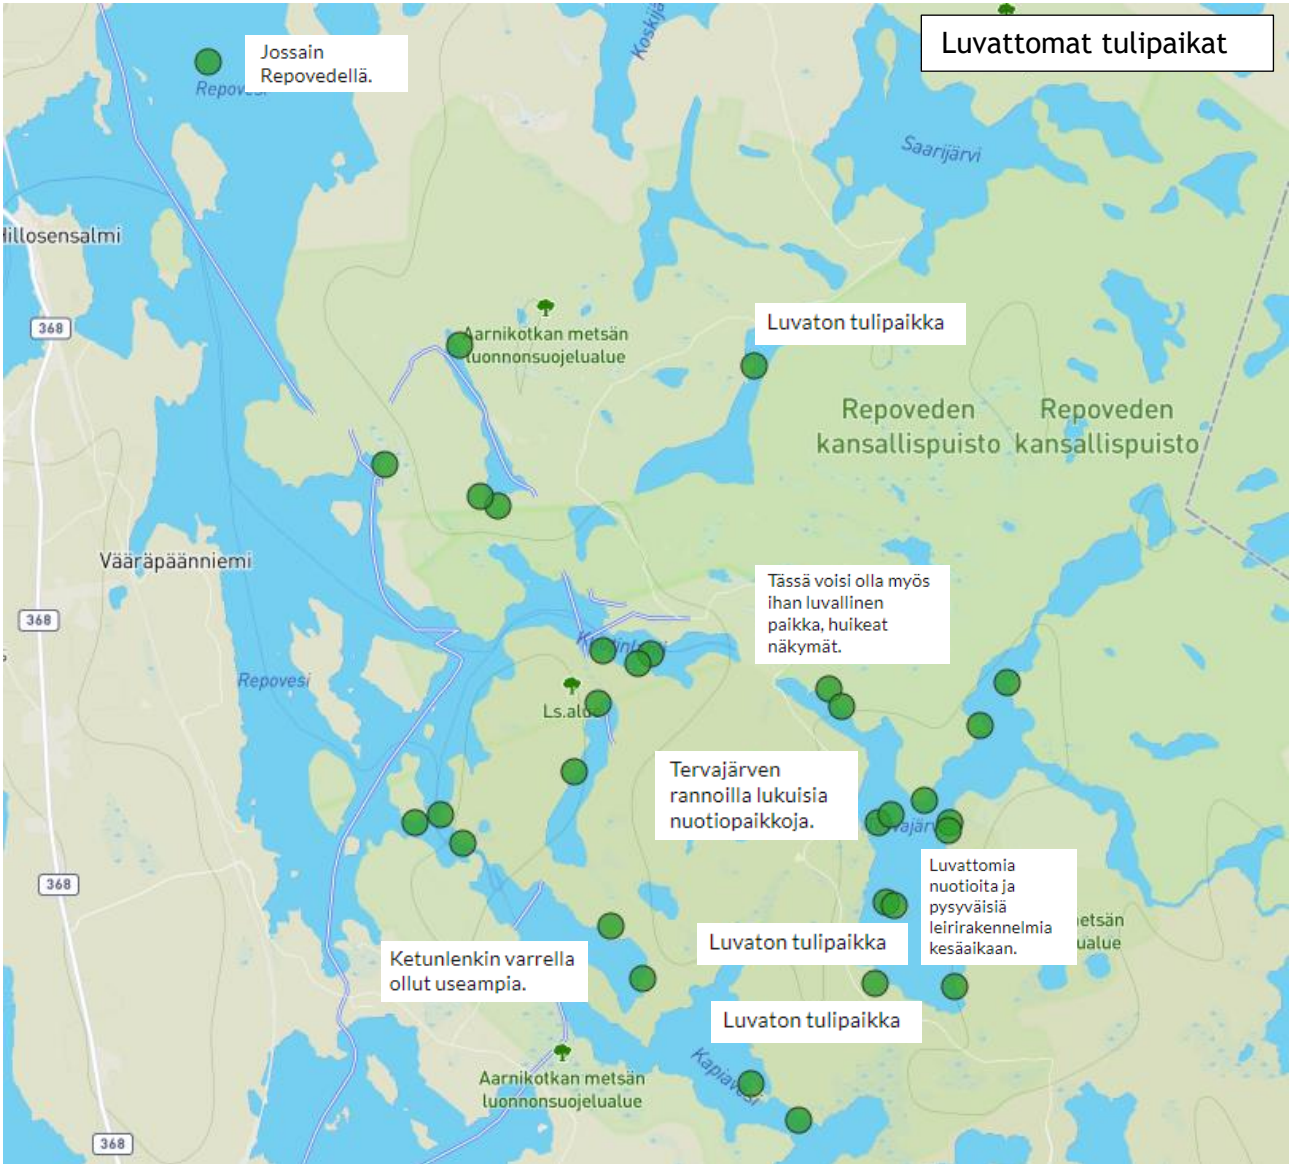 Luvattomat tulipaikat
Jossain
Repovedellä.
Repovesi
Saarijärvi
Hillosensalmi
368
Aarnikotkan metsän
luonnonsuojelualue
Luvaton tulipaikka
Repoveden
kansallispuisto
Repoveden
kansallispuisto
Vääräpäänniemi
368
Tässä voisi olla myös
ihan luvallinen
paikka, huikeat
näkymät.
Repovesi
Ls.alue
Tervajärven
rannoilla lukuisia
nuotiopaikkoja.
368
Luvattomia
nuotioita ja
pysyväisiä
leirirakennelmia
kesäaikaan.
etsän
ualue
Luvaton tulipaikka
Ketunlenkin varrella
ollut useampia.
Luvaton tulipaikka
Kapiavesi
Aarnikotkan metsän
luonnonsuojelualue
368